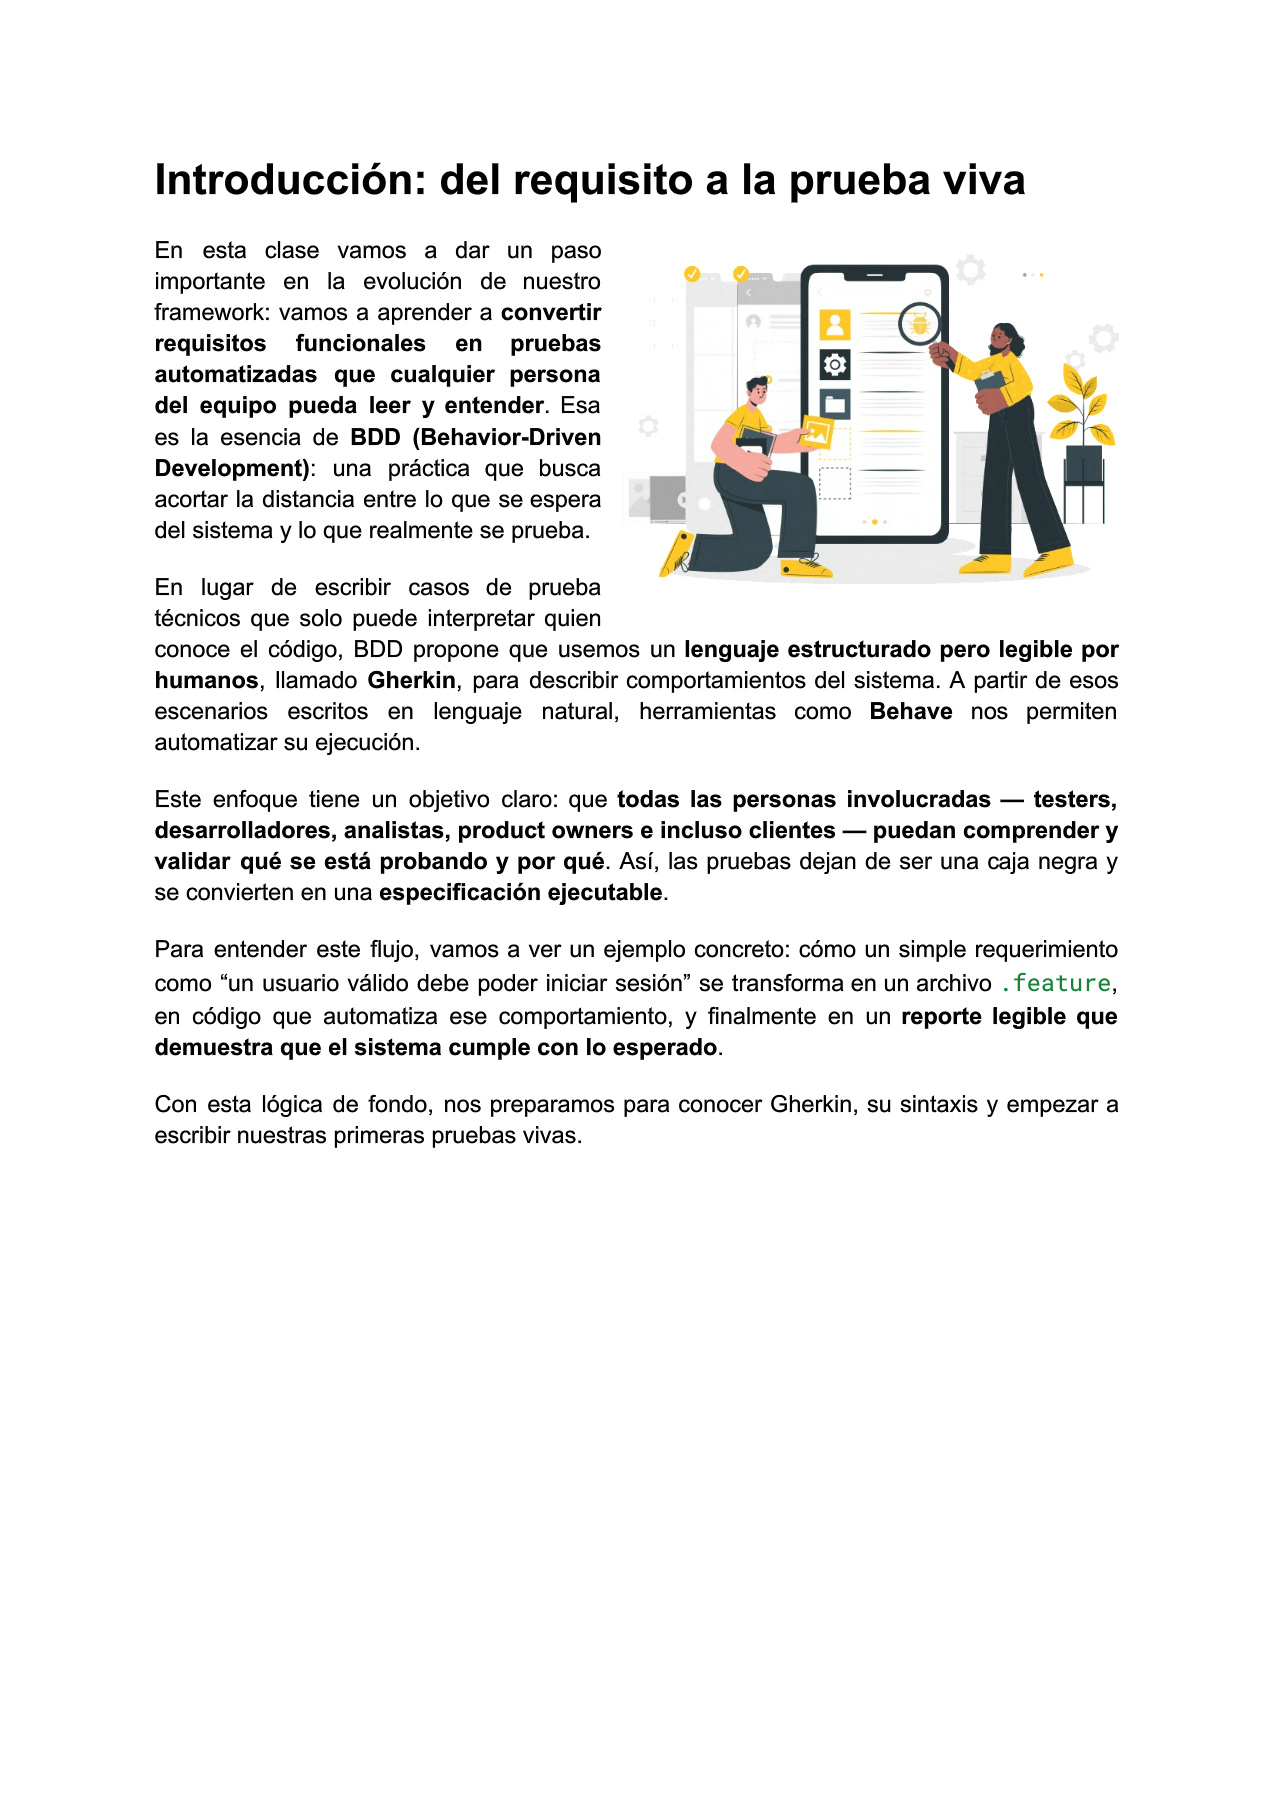 Introducción: del requisito a la prueba viva
En esta clase vamos a dar un paso
importante en la evolución de nuestro
framework: vamos a aprender a convertir
requisitos funcionales en pruebas
automatizadas que cualquier persona
del equipo pueda leer y entender. Esa
es la esencia de BDD (Behavior-Driven
Development): una práctica que busca
acortar la distancia entre lo que se espera
del sistema y lo que realmente se prueba.
En lugar de escribir casos de prueba
técnicos que solo puede interpretar quien
conoce el código, BDD propone que usemos un lenguaje estructurado pero legible por
humanos, llamado Gherkin, para describir comportamientos del sistema. A partir de esos
escenarios escritos en lenguaje natural, herramientas como Behave nos permiten
automatizar su ejecución.
Este enfoque tiene un objetivo claro: que todas las personas involucradas — testers,
desarrolladores, analistas, product owners e incluso clientes — puedan comprender y
validar qué se está probando y por qué. Así, las pruebas dejan de ser una caja negra y
se convierten en una especificación ejecutable.
Para entender este flujo, vamos a ver un ejemplo concreto: cómo un simple requerimiento
como “un usuario válido debe poder iniciar sesión” se transforma en un archivo .feature,
en código que automatiza ese comportamiento, y finalmente en un reporte legible que
demuestra que el sistema cumple con lo esperado.
Con esta lógica de fondo, nos preparamos para conocer Gherkin, su sintaxis y empezar a
escribir nuestras primeras pruebas vivas.